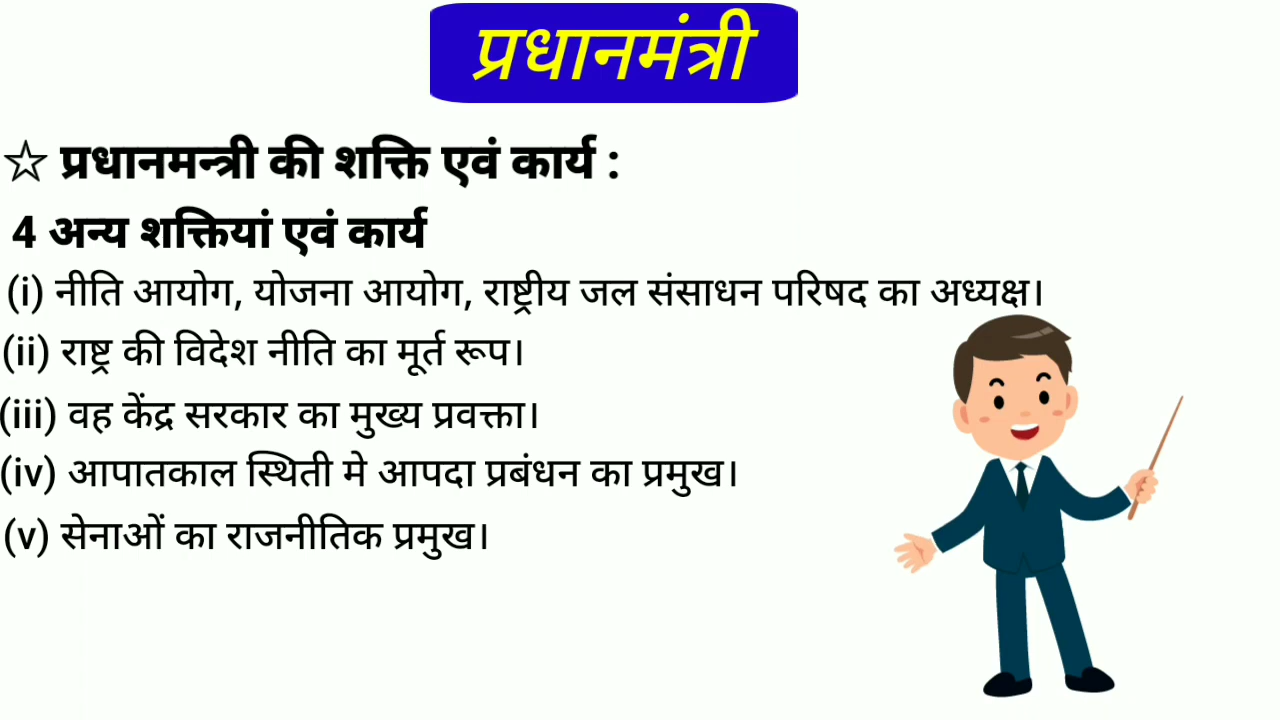 प्रधानमंत्री
☆ प्रधानमन्त्री की शक्ति एवं कार्य :
4 अन्य शक्तियां एवं कार्य
(i) नीति आयोग, योजना आयोग, राष्ट्रीय जल संसाधन परिषद का अध्यक्ष।
(ii) राष्ट्र की विदेश नीति का मूर्त रूप।
(iii) वह केंद्र सरकार का मुख्य प्रवक्ता।
(iv) आपातकाल स्थिती मे आपदा प्रबंधन का प्रमुख।
(v) सेनाओं का राजनीतिक प्रमुख।